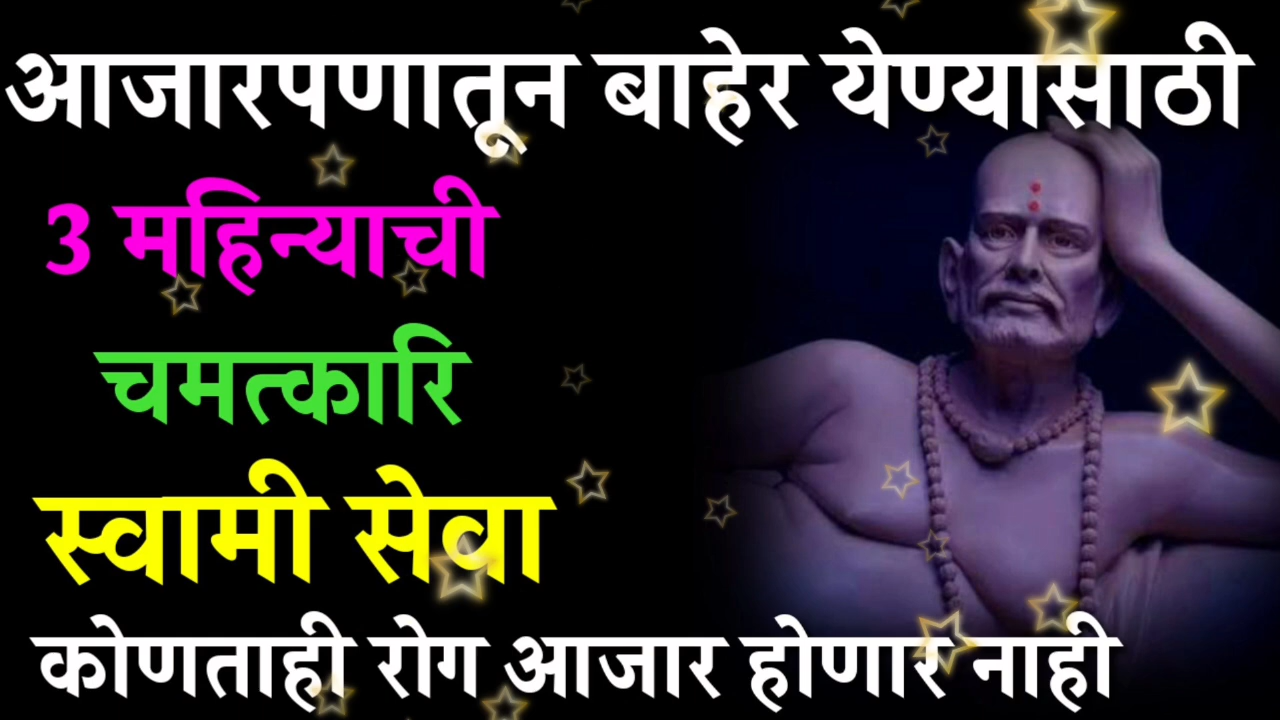 आजारपणातून बाहेर येण्यासाठी
3 महिन्याची
चमत्कारि
स्वामी सेवा
कोणताही रोग आजार होणार नाही